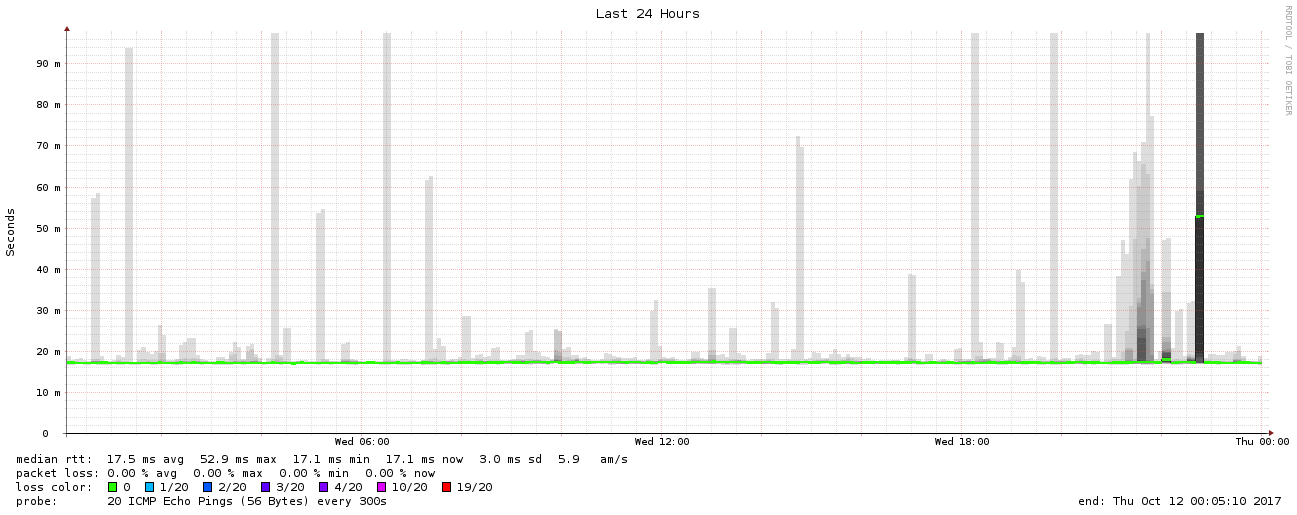 Last 24 Hours
RRDTOOL / TOBI OETIKER
Seconds
90 m
80 m
70 m
60 m
50 m
40 m
30 m
20 m
10 m
0
Wed 06:00 Wed 12:00 Wed 18:00 Thu 00:00
median rtt: 17.5 ms avg 52.9 ms max 17.1 ms min 17.1 ms now 3.0 ms sd 5.9 am/s
packet loss: 0.00 % avg 0.00 % max 0.00 % min 0.00 % now
loss color: 0 1/20 2/20 3/20 4/20 10/20 19/20
probe: 20 ICMP Echo Pings (56 Bytes) every 300s end: Thu Oct 12 00:05:10 2017